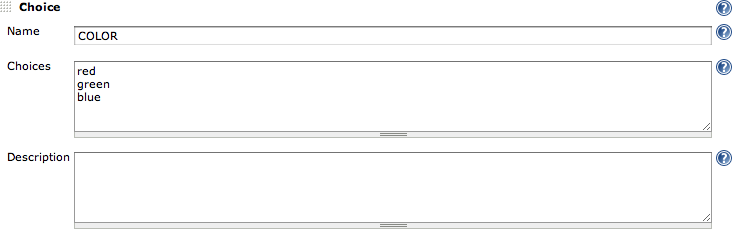 Choice
Name
COLOR
Choices
red
green
blue
Description